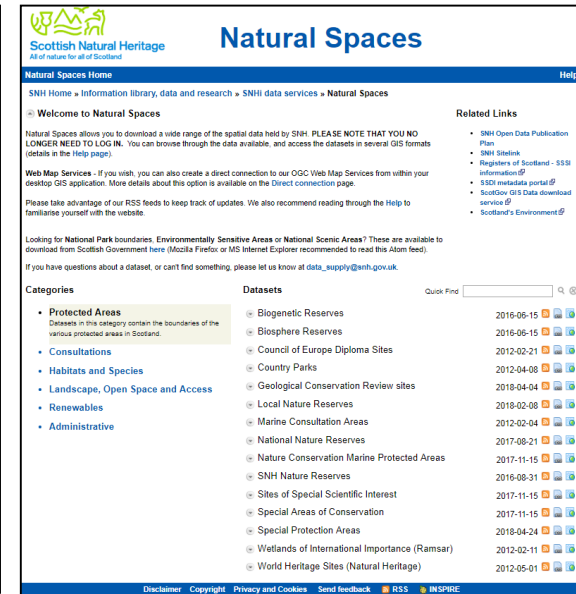 Scottish Natural Heritage
All of nature for all of Scotland
Natural Spaces
Natural Spaces Home
Help
SNH Home » Information library, data and research » SNHi data services » Natural Spaces
Welcome to Natural Spaces
Natural Spaces allows you to download a wide range of the spatial data held by SNH. PLEASE NOTE THAT YOU NO
LONGER NEED TO LOG IN. You can browse through the data available, and access the datasets in several GIS formats
(details in the Help page).
Web Map Services - If you wish, you can also create a direct connection to our OGC Web Map Services from within your
desktop GIS application. More details about this option is available on the Direct connection page.
Please take advantage of our RSS feeds to keep track of updates. We also recommend reading through the Help to
familiarise yourself with the website.
Looking for National Park boundaries, Environmentally Sensitive Areas or National Scenic Areas? These are available to
download from Scottish Government here (Mozilla Firefox or MS Internet Explorer recommended to read this Atom feed).
If you have questions about a dataset, or can't find something, please let us know at data_supply@snh.gov.uk.
Related Links
SNH Open Data Publication
Plan
SNH Sitelink
Registers of Scotland - SSSI
information
SSDI metadata portal
ScotGov GIS Data download
service
Scotland's Environment
Categories
Protected Areas
Datasets in this category contain the boundaries of the
various protected areas in Scotland.
Consultations
Habitats and Species
Landscape, Open Space and Access
Renewables
Administrative
Datasets
Quick Find
Biogenetic Reserves 2016-06-15
Biosphere Reserves 2016-06-15
Council of Europe Diploma Sites 2012-02-21
Country Parks 2012-04-08
Geological Conservation Review sites 2018-04-04
Local Nature Reserves 2018-02-08
Marine Consultation Areas 2012-02-04
National Nature Reserves 2017-08-21
Nature Conservation Marine Protected Areas 2017-11-15
SNH Nature Reserves 2016-08-31
Sites of Special Scientific Interest 2017-11-15
Special Areas of Conservation 2017-11-15
Special Protection Areas 2018-04-24
Wetlands of International Importance (Ramsar) 2012-02-11
World Heritage Sites (Natural Heritage) 2012-05-01
Disclaimer Copyright Privacy and Cookies Send feedback RSS INSPIRE